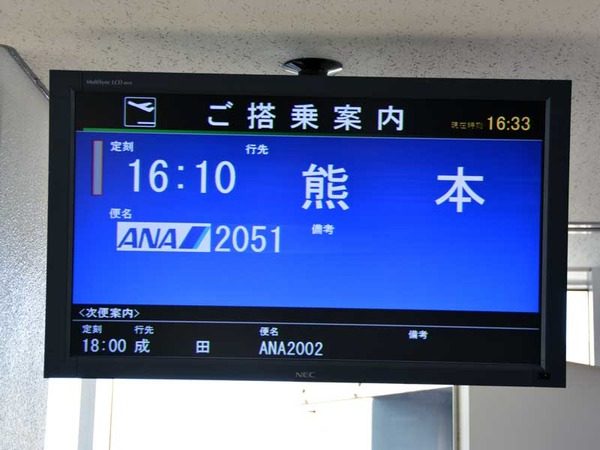 MultiSync LCD
ご搭乗案内 現在時刻 16:33
定刻 行先
16:10 熊 本
便名 備考
ANA 2051
<次便案内>
定刻 行先 便名 備考
18:00 成 田 ANA2002
NEC